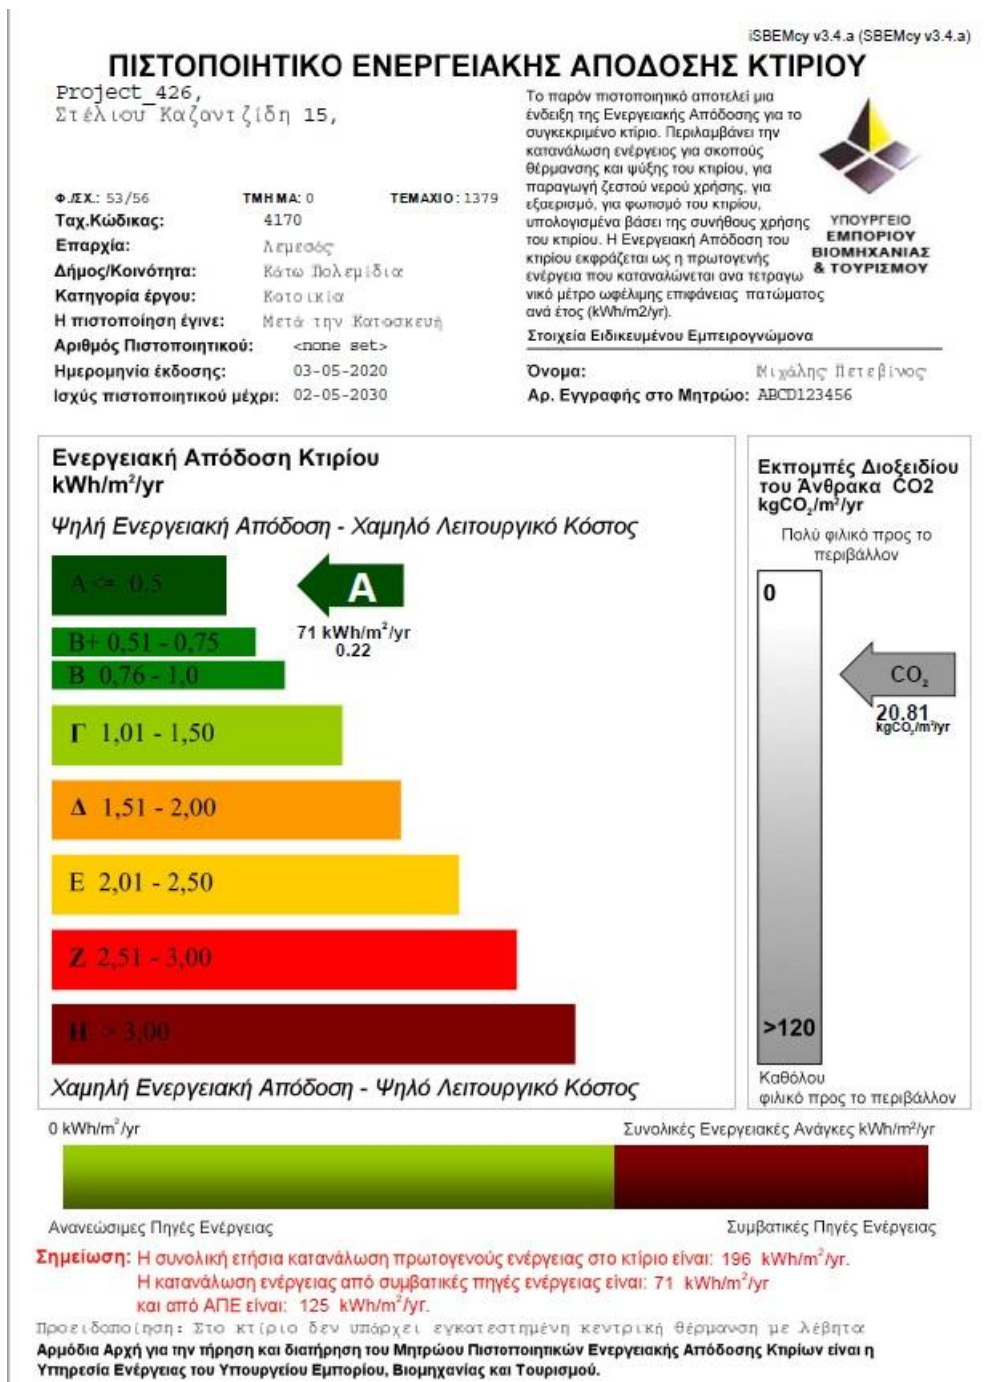 iSBEMcy v3.4.a (SBEMcy v3.4.a)
ΠΙΣΤΟΠΟΙΗΤΙΚΟ ΕΝΕΡΓΕΙΑΚΗΣ ΑΠΟΔΟΣΗΣ ΚΤΙΡΙΟΥ
Project_426,
Στέλιου Καζαντζίδη 15,
Φ./ΣΧ.: 53/56 ΤΜΗΜΑ: 0 ΤΕΜΑΧΙΟ: 1379
Ταχ.Κώδικας: 4170
Επαρχία: Λεμεσός
Δήμος/Κοινότητα: Κάτω Πολεμίδια
Κατηγορία έργου: Κατοικία
Η πιστοποίηση έγινε: Μετά την Κατασκευή
Αριθμός Πιστοποιητικού: <none set>
Ημερομηνία έκδοσης: 03-05-2020
Ισχύς πιστοποιητικού μέχρι: 02-05-2030
Το παρόν πιστοποιητικό αποτελεί μια
ένδειξη της Ενεργειακής Απόδοσης για το
συγκεκριμένο κτίριο. Περιλαμβάνει την
κατανάλωση ενέργειας για σκοπούς
θέρμανσης και ψύξης του κτιρίου, για
παραγωγή ζεστού νερού χρήσης, για
εξαερισμό, για φωτισμό του κτιρίου,
υπολογισμένα βάσει της συνήθους χρήσης
του κτιρίου. Η Ενεργειακή Απόδοση του
κτιρίου εκφράζεται ως η πρωτογενής
ενέργεια που καταναλώνεται ανα τετραγω
νικό μέτρο ωφέλιμης επιφάνειας πατώματος
ανά έτος (kWh/m2/yr).
ΥΠΟΥΡΓΕΙΟ
ΕΜΠΟΡΙΟΥ
ΒΙΟΜΗΧΑΝΙΑΣ
& ΤΟΥΡΙΣΜΟΥ
Στοιχεία Ειδικευμένου Εμπειρογνώμονα
Όνομα: Μιχάλης Πετεβίνος
Αρ. Εγγραφής στο Μητρώο: ABCD123456
Ενεργειακή Απόδοση Κτιρίου
kWh/m²/yr
Ψηλή Ενεργειακή Απόδοση - Χαμηλό Λειτουργικό Κόστος
A <= 0,5
A
71 kWh/m²/yr
0.22
B+ 0,51 - 0,75
B 0,76 - 1,0
Γ 1,01 - 1,50
Δ 1,51 - 2,00
Ε 2,01 - 2,50
Ζ 2,51 - 3,00
Η > 3,00
Χαμηλή Ενεργειακή Απόδοση - Ψηλό Λειτουργικό Κόστος
Εκπομπές Διοξειδίου
του Άνθρακα CO2
kgCO₂/m²/yr
Πολύ φιλικό προς το
περιβάλλον
0
CO₂
20.81
kgCO₂/m²/yr
>120
Καθόλου
φιλικό προς το περιβάλλον
0 kWh/m²/yr Συνολικές Ενεργειακές Ανάγκες kWh/m²/yr
Ανανεώσιμες Πηγές Ενέργειας Συμβατικές Πηγές Ενέργειας
Σημείωση: Η συνολική ετήσια κατανάλωση πρωτογενούς ενέργειας στο κτίριο είναι: 196 kWh/m²/yr.
Η κατανάλωση ενέργειας από συμβατικές πηγές ενέργειας είναι: 71 kWh/m²/yr
και από ΑΠΕ είναι: 125 kWh/m²/yr.
Προειδοποίηση: Στο κτίριο δεν υπάρχει εγκατεστημένη κεντρική θέρμανση με λέβητα
Αρμόδια Αρχή για την τήρηση και διατήρηση του Μητρώου Πιστοποιητικών Ενεργειακής Απόδοσης Κτιρίων είναι η
Υπηρεσία Ενέργειας του Υπουργείου Εμπορίου, Βιομηχανίας και Τουρισμού.